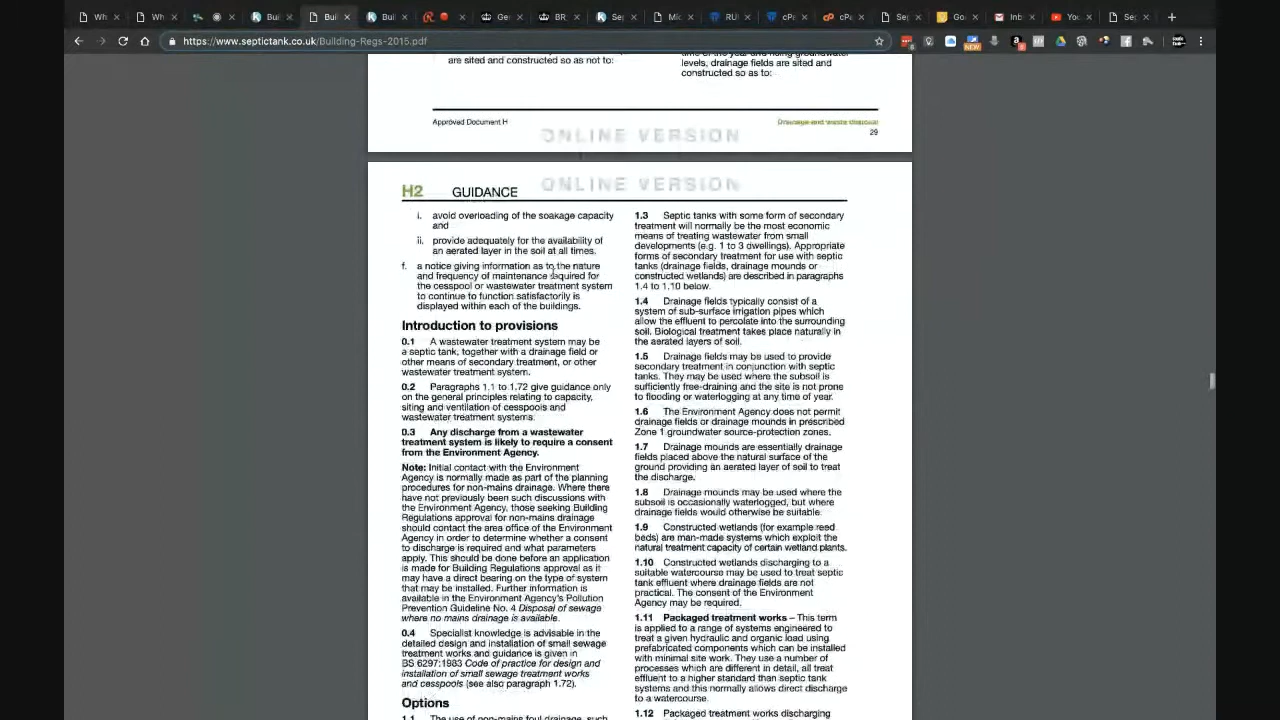 Wh
Buil
Buil
Buil
Ge
BR
Sep
Mic
RUI
cPa
cPa
Sep
Go
Inb
You
Sep
https://www.septictank.co.uk/Building-Regs-2015.pdf
are sited and constructed so as not to:
levels, drainage fields are sited and
constructed so as to:
Approved Document H
Drainage and waste disposal
29
ONLINE VERSION
ONLINE VERSION
H2 GUIDANCE
i. avoid overloading of the soakage capacity
and
ii. provide adequately for the availability of
an aerated layer in the soil at all times.
f. a notice giving information as to the nature
and frequency of maintenance required for
the cesspool or wastewater treatment system
to continue to function satisfactorily is
displayed within each of the buildings.
Introduction to provisions
0.1 A wastewater treatment system may be
a septic tank, together with a drainage field or
other means of secondary treatment, or other
wastewater treatment system.
0.2 Paragraphs 1.1 to 1.72 give guidance only
on the general principles relating to capacity,
siting and ventilation of cesspools and
wastewater treatment systems.
0.3 Any discharge from a wastewater
treatment system is likely to require a consent
from the Environment Agency.
Note: Initial contact with the Environment
Agency is normally made as part of the planning
procedures for non-mains drainage. Where there
have not previously been such discussions with
the Environment Agency, those seeking Building
Regulations approval for non-mains drainage
should contact the area office of the Environment
Agency in order to determine whether a consent
to discharge is required and what parameters
apply. This should be done before an application
is made for Building Regulations approval as it
may have a direct bearing on the type of system
that may be installed. Further information is
available in the Environment Agency's Pollution
Prevention Guideline No. 4 Disposal of sewage
where no mains drainage is available.
0.4 Specialist knowledge is advisable in the
detailed design and installation of small sewage
treatment works and guidance is given in
BS 6297:1983 Code of practice for design and
installation of small sewage treatment works
and cesspools (see also paragraph 1.72).
Options
1.1 The use of non-mains foul drainage, such
1.3 Septic tanks with some form of secondary
treatment will normally be the most economic
means of treating wastewater from small
developments (e.g. 1 to 3 dwellings). Appropriate
forms of secondary treatment for use with septic
tanks (drainage fields, drainage mounds or
constructed wetlands) are described in paragraphs
1.4 to 1.10 below.
1.4 Drainage fields typically consist of a
system of sub-surface irrigation pipes which
allow the effluent to percolate into the surrounding
soil. Biological treatment takes place naturally in
the aerated layers of soil.
1.5 Drainage fields may be used to provide
secondary treatment in conjunction with septic
tanks. They may be used where the subsoil is
sufficiently free-draining and the site is not prone
to flooding or waterlogging at any time of year.
1.6 The Environment Agency does not permit
drainage fields or drainage mounds in prescribed
Zone 1 groundwater source-protection zones.
1.7 Drainage mounds are essentially drainage
fields placed above the natural surface of the
ground providing an aerated layer of soil to treat
the discharge.
1.8 Drainage mounds may be used where the
subsoil is occasionally waterlogged, but where
drainage fields would otherwise be suitable.
1.9 Constructed wetlands (for example reed
beds) are man-made systems which exploit the
natural treatment capacity of certain wetland plants.
1.10 Constructed wetlands discharging to a
suitable watercourse may be used to treat septic
tank effluent where drainage fields are not
practical. The consent of the Environment
Agency may be required.
1.11 Packaged treatment works – This term
is applied to a range of systems engineered to
treat a given hydraulic and organic load using
prefabricated components which can be installed
with minimal site work. They use a number of
processes which are different in detail, all treat
effluent to a higher standard than septic tank
systems and this normally allows direct discharge
to a watercourse.
1.12 Packaged treatment works discharging